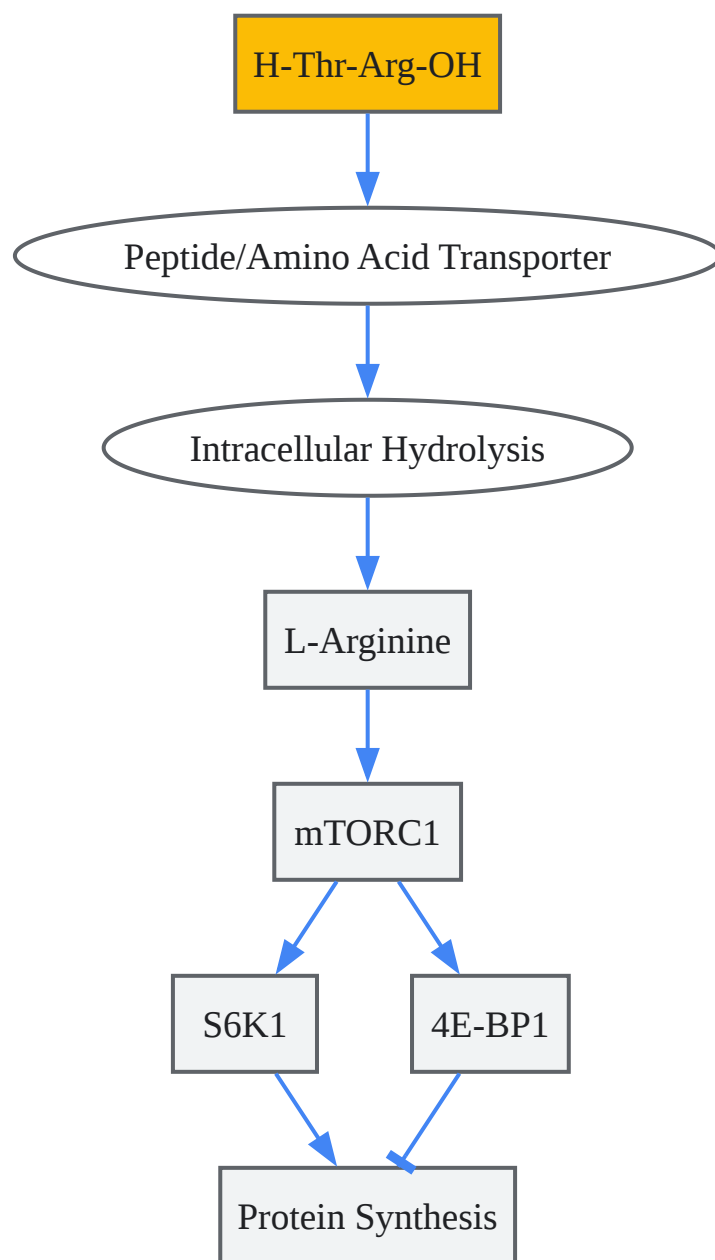 H-Thr-Arg-OH
Peptide/Amino Acid Transporter
Intracellular Hydrolysis
L-Arginine
mTORC1
S6K1
4E-BP1
Protein Synthesis